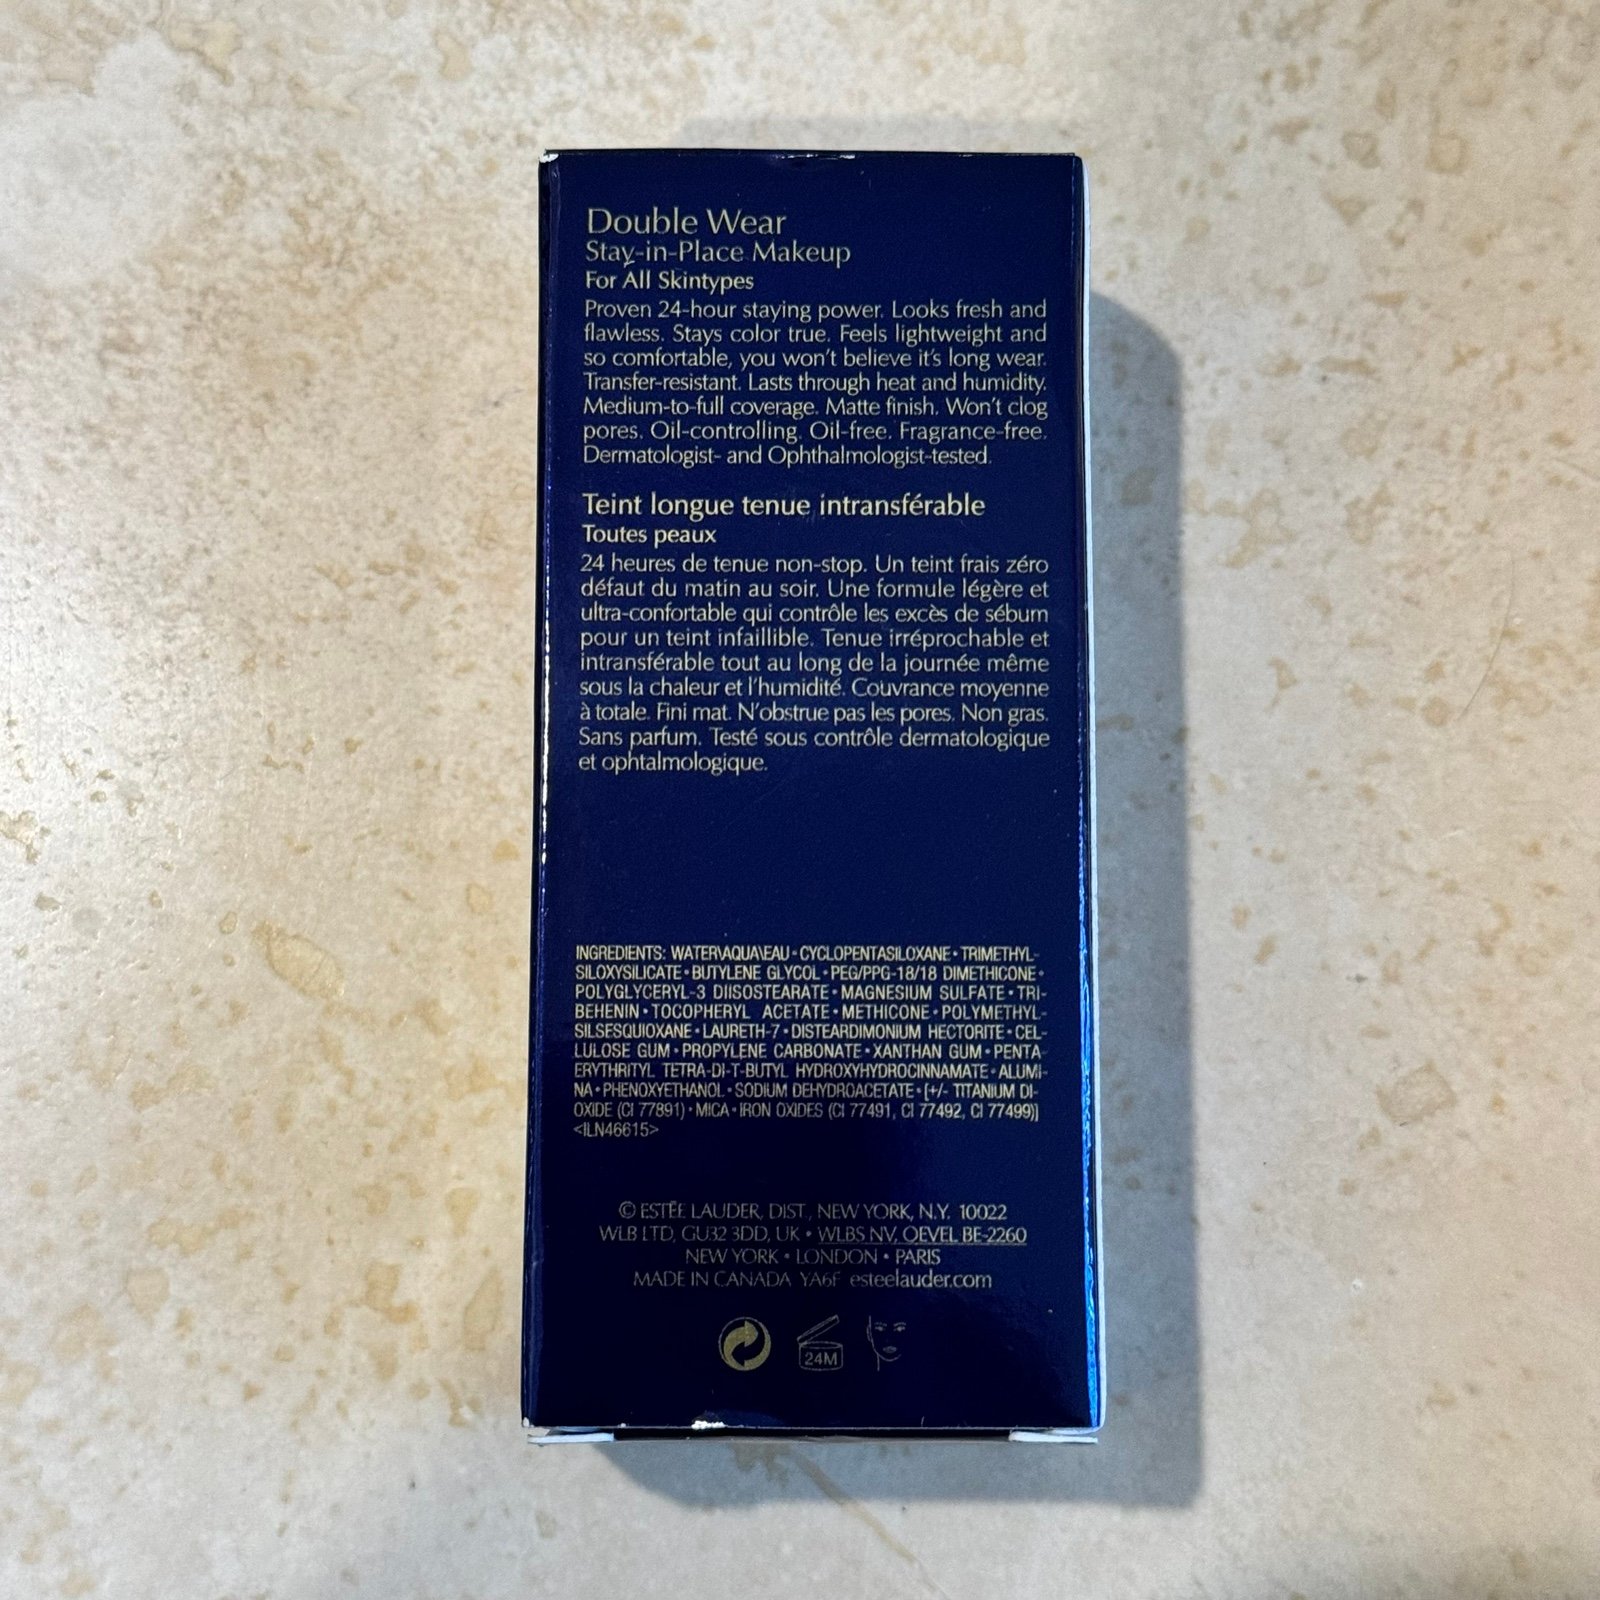 Double Wear
Stay-in-Place Makeup
For All Skintypes
Proven 24-hour staying power. Looks fresh and
flawless. Stays color true. Feels lightweight and
so comfortable, you won't believe it's long wear.
Transfer-resistant. Lasts through heat and humidity.
Medium-to-full coverage. Matte finish. Won't clog
pores. Oil-controlling. Oil-free. Fragrance-free.
Dermatologist- and Ophthalmologist-tested.
Teint longue tenue intransférable
Toutes peaux
24 heures de tenue non-stop. Un teint frais zéro
défaut du matin au soir. Une formule légère et
ultra-confortable qui contrôle les excès de sébum
pour un teint infaillible. Tenue irréprochable et
intransférable tout au long de la journée même
sous la chaleur et l'humidité. Couvrance moyenne
à totale. Fini mat. N'obstrue pas les pores. Non gras.
Sans parfum. Testé sous contrôle dermatologique
et ophtalmologique.
INGREDIENTS: WATER\AQUA\EAU • CYCLOPENTASILOXANE • TRIMETHYL-
SILOXYSILICATE • BUTYLENE GLYCOL • PEG/PPG-18/18 DIMETHICONE •
POLYGLYCERYL-3 DIISOSTEARATE • MAGNESIUM SULFATE • TRI-
BEHENIN • TOCOPHERYL ACETATE • METHICONE • POLYMETHYL-
SILSESQUIOXANE • LAURETH-7 • DISTEARDIMONIUM HECTORITE • CEL-
LULOSE GUM • PROPYLENE CARBONATE • XANTHAN GUM • PENTA-
ERYTHRITYL TETRA-DI-T-BUTYL HYDROXYHYDROCINNAMATE • ALUMI-
NA • PHENOXYETHANOL • SODIUM DEHYDROACETATE • [+/- TITANIUM DI-
OXIDE (CI 77891) • MICA • IRON OXIDES (CI 77491, CI 77492, CI 77499)]
<ILN46615>
© ESTĒE LAUDER, DIST., NEW YORK, N.Y. 10022
WLB LTD, GU32 3DD, UK • WLBS NV, OEVEL BE-2260
NEW YORK • LONDON • PARIS
MADE IN CANADA YA6F esteelauder.com
24M